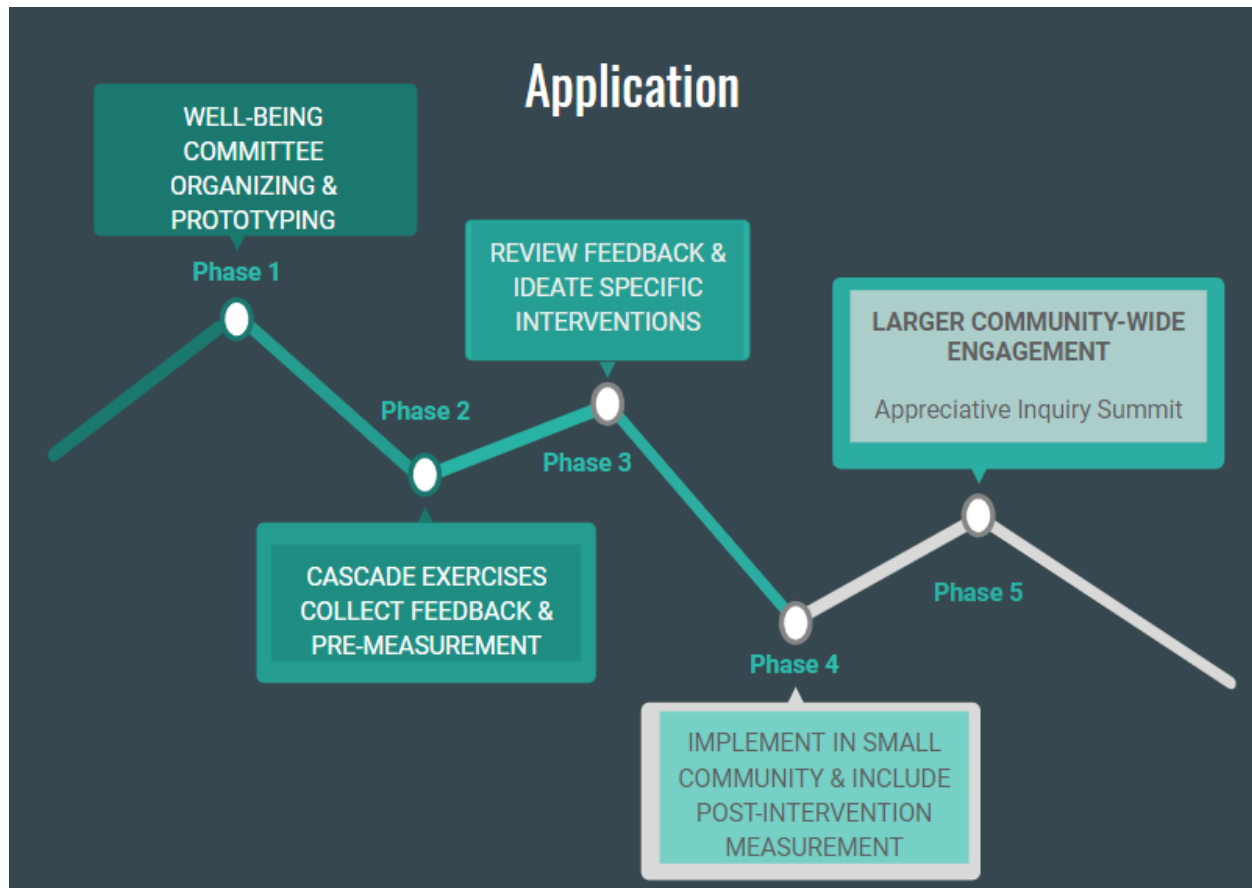 Application
WELL-BEING
COMMITTEE
ORGANIZING &
PROTOTYPING
Phase 1
Phase 2
CASCADE EXERCISES
COLLECT FEEDBACK &
PRE-MEASUREMENT
REVIEW FEEDBACK &
IDEATE SPECIFIC
INTERVENTIONS
Phase 3
Phase 4
IMPLEMENT IN SMALL
COMMUNITY & INCLUDE
POST-INTERVENTION
MEASUREMENT
LARGER COMMUNITY-WIDE
ENGAGEMENT
Appreciative Inquiry Summit
Phase 5